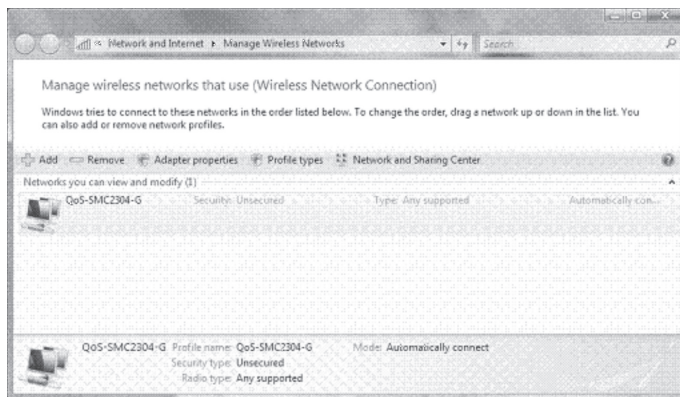 Network and Internet Manage Wireless Networks Search
Manage wireless networks that use (Wireless Network Connection)
Windows tries to connect to these networks in the order listed below. To change the order, drag a network up or down in the list. You
can also add or remove network profiles.
Add Remove Adapter properties Profile types Network and Sharing Center
Networks you can view and modify (1)
QoS-SMC2304-G Security: Unsecured Type: Any supported Automatically con...
QoS-SMC2304-G Profile name: QoS-SMC2304-G Mode: Automatically connect
Security type: Unsecured
Radio type: Any supported